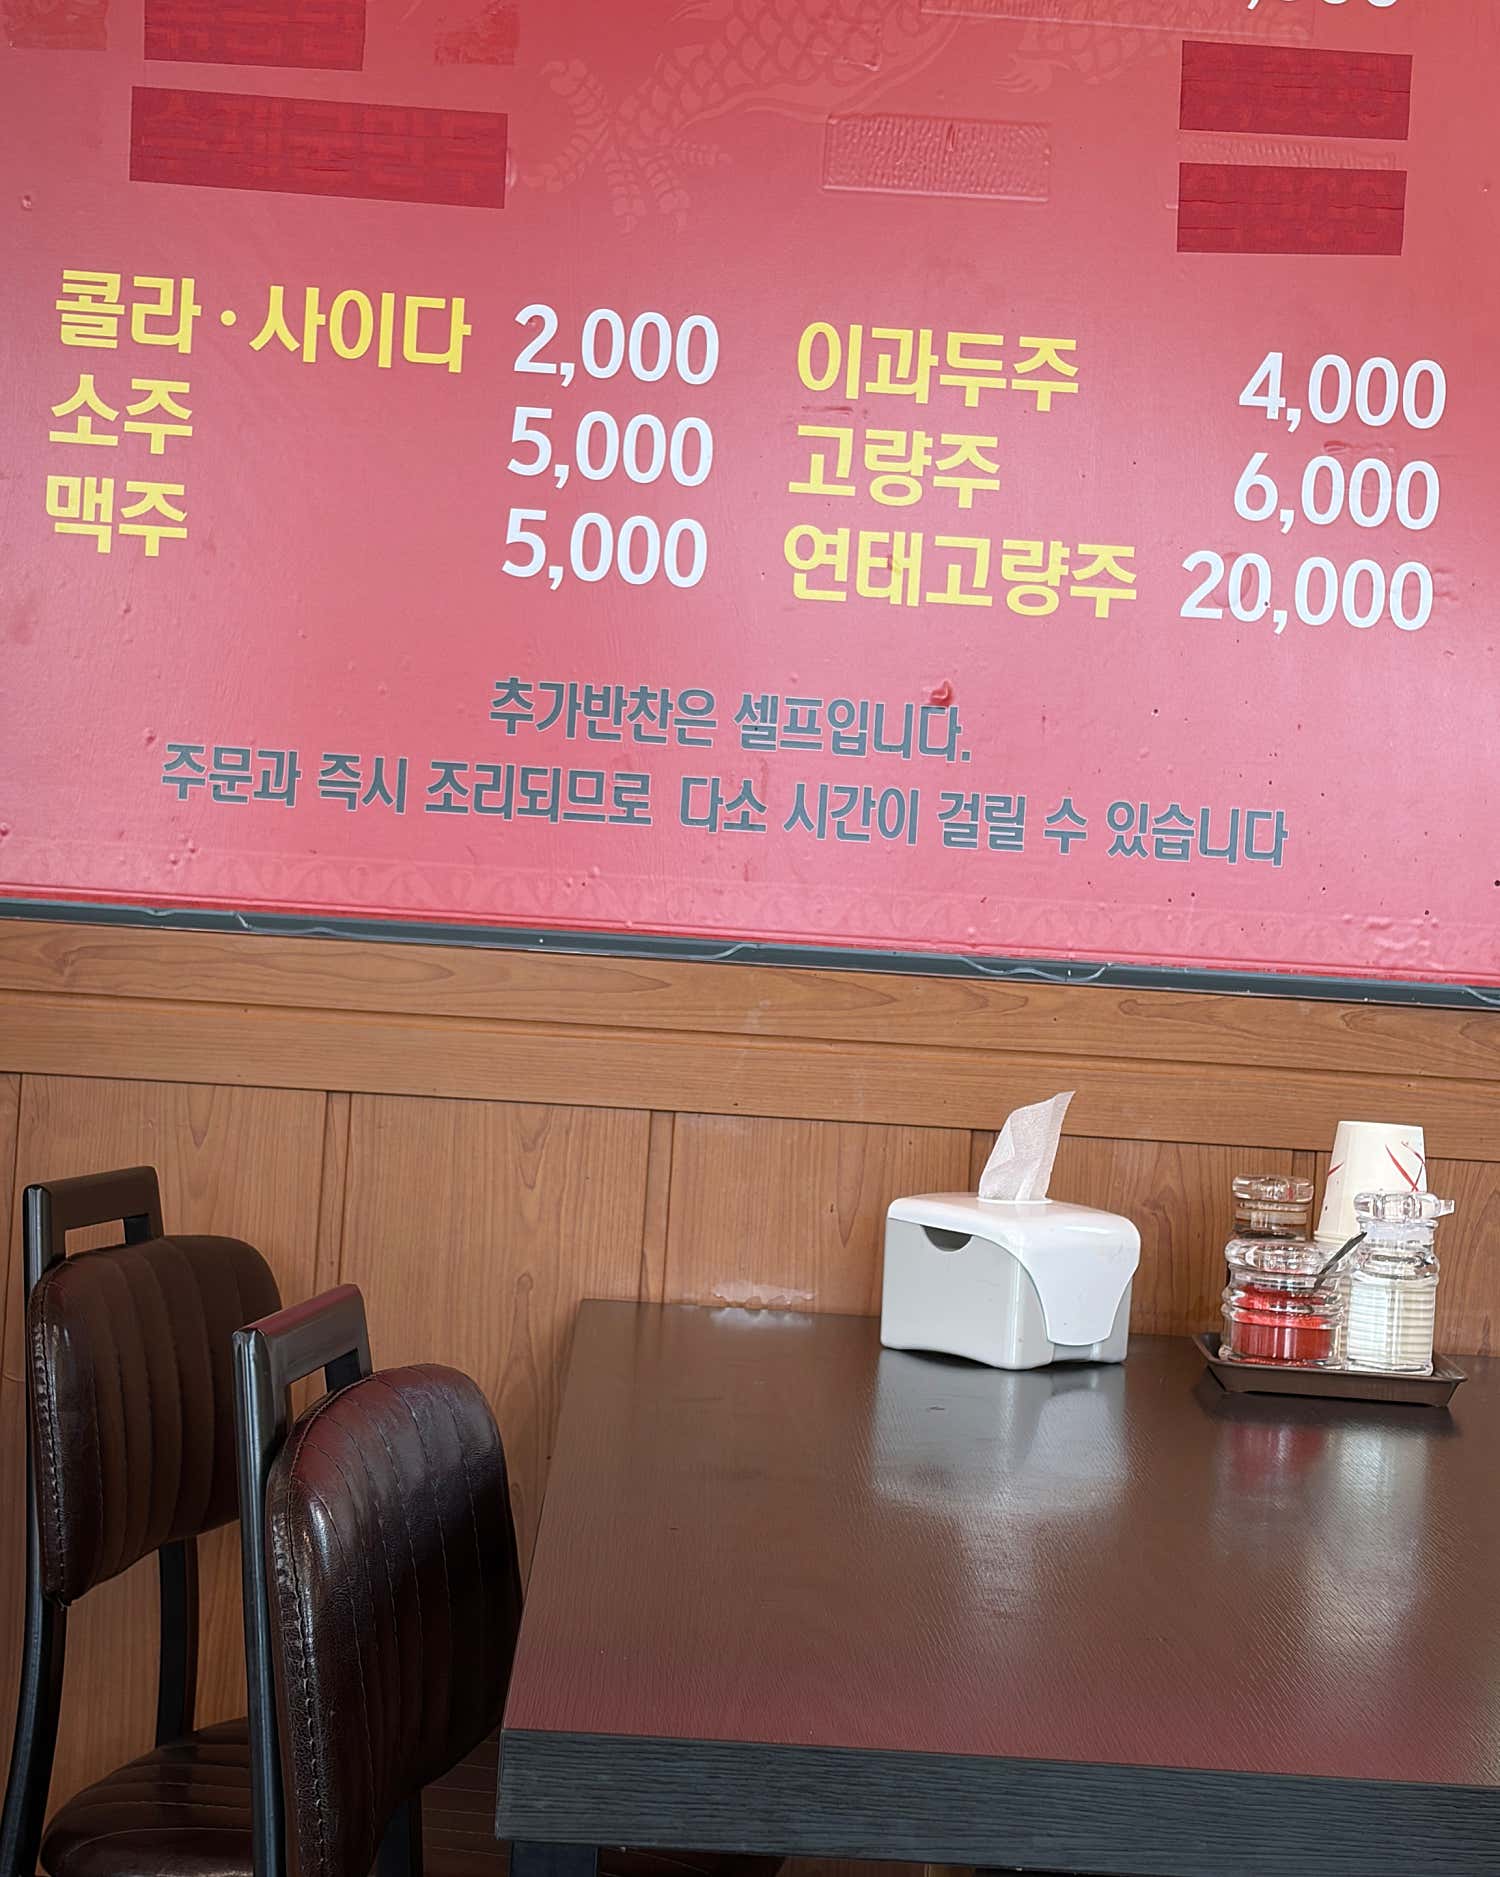 콜라·사이다 2,000
소주 5,000
맥주 5,000
이과두주 4,000
고량주 6,000
연태고량주 20,000
추가반찬은 셀프입니다.
주문과 즉시 조리되므로 다소 시간이 걸릴 수 있습니다